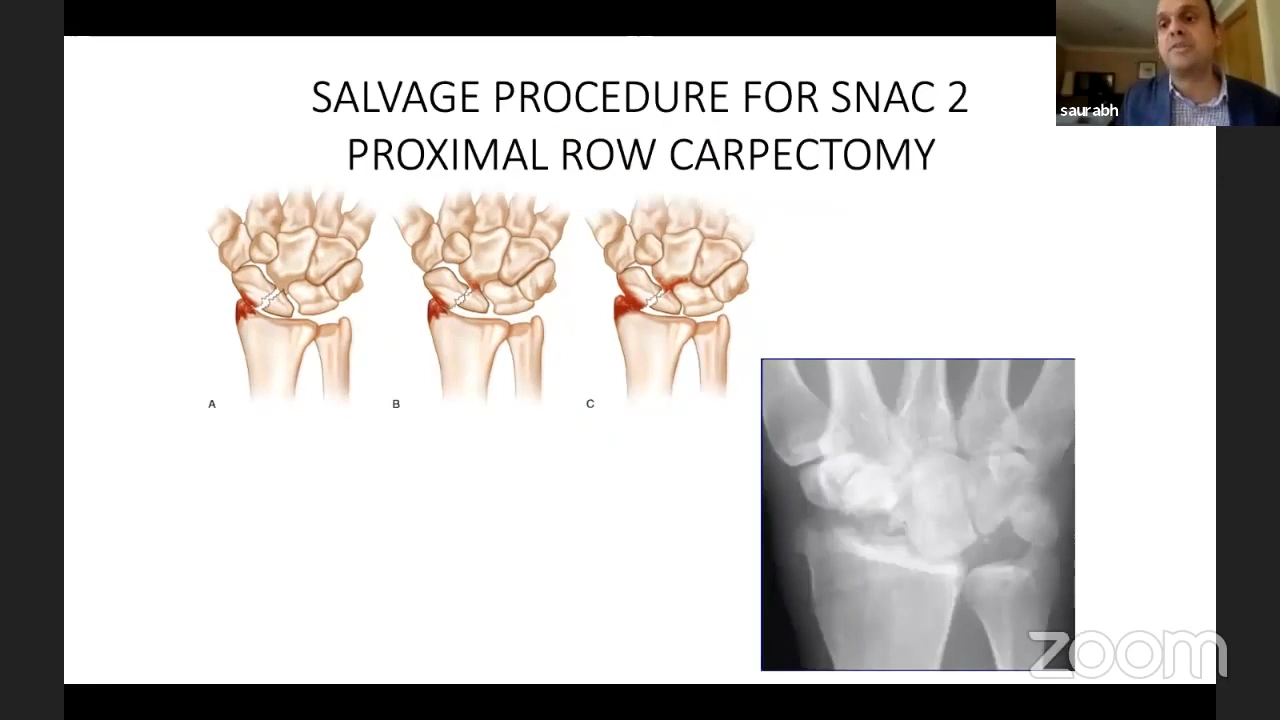 SALVAGE PROCEDURE FOR SNAC 2
PROXIMAL ROW CARPECTOMY
saurabh
A
B
C
zoom